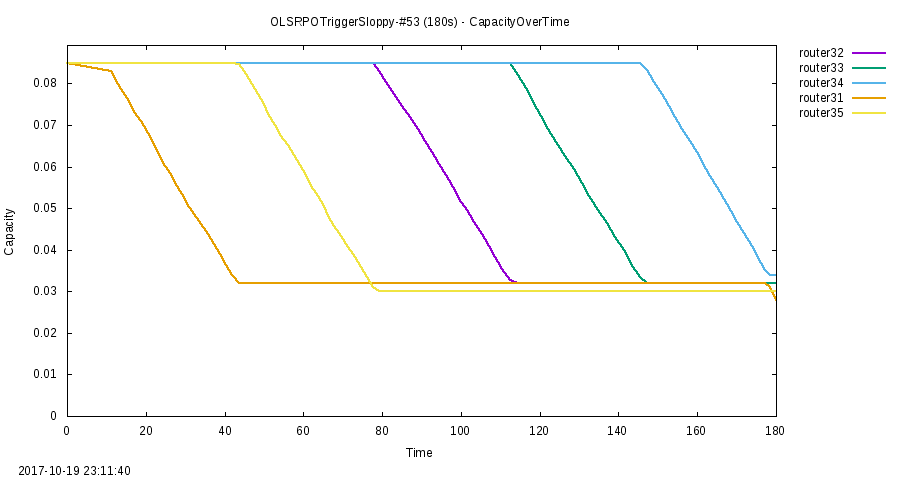 OLSRPOTriggerSloppy-#53 (180s) - CapacityOverTime
router32
router33
router34
router31
router35
Capacity
0.08
0.07
0.06
0.05
0.04
0.03
0.02
0.01
0
0 20 40 60 80 100 120 140 160 180
Time
2017-10-19 23:11:40